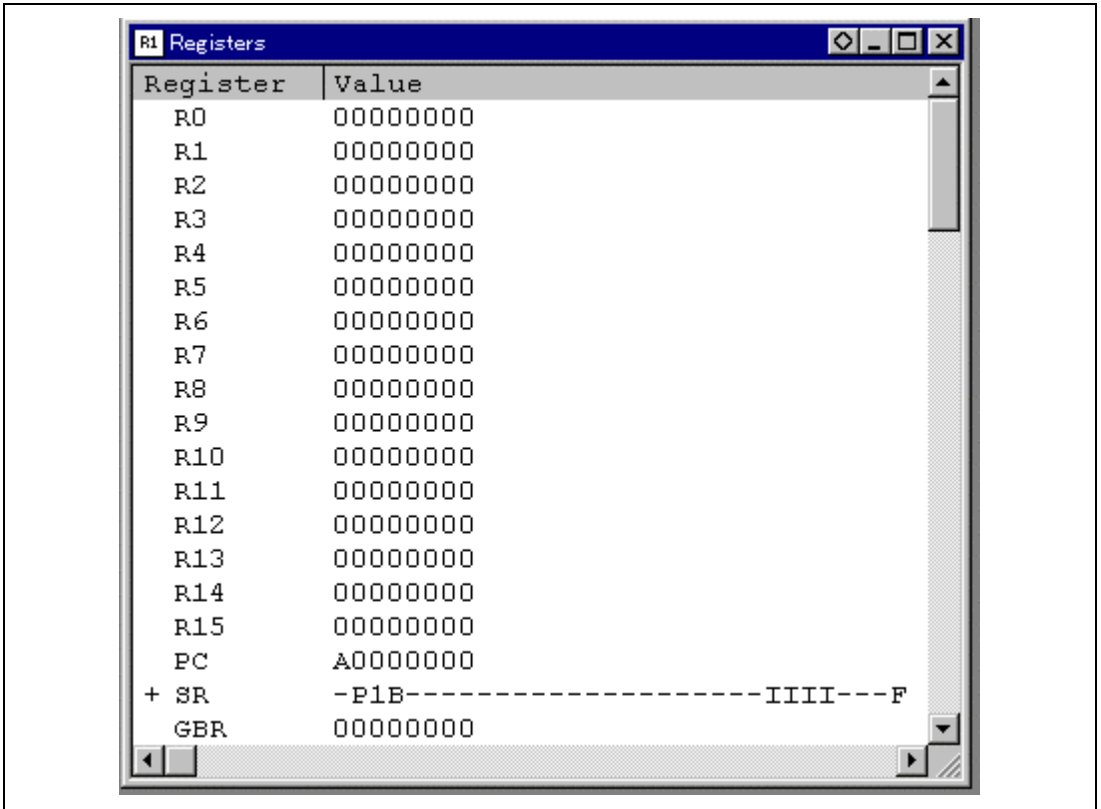 R1 Registers
Register Value
R0 00000000
R1 00000000
R2 00000000
R3 00000000
R4 00000000
R5 00000000
R6 00000000
R7 00000000
R8 00000000
R9 00000000
R10 00000000
R11 00000000
R12 00000000
R13 00000000
R14 00000000
R15 00000000
PC A0000000
+ SR -P1B--------------------IIII---F
GBR 00000000